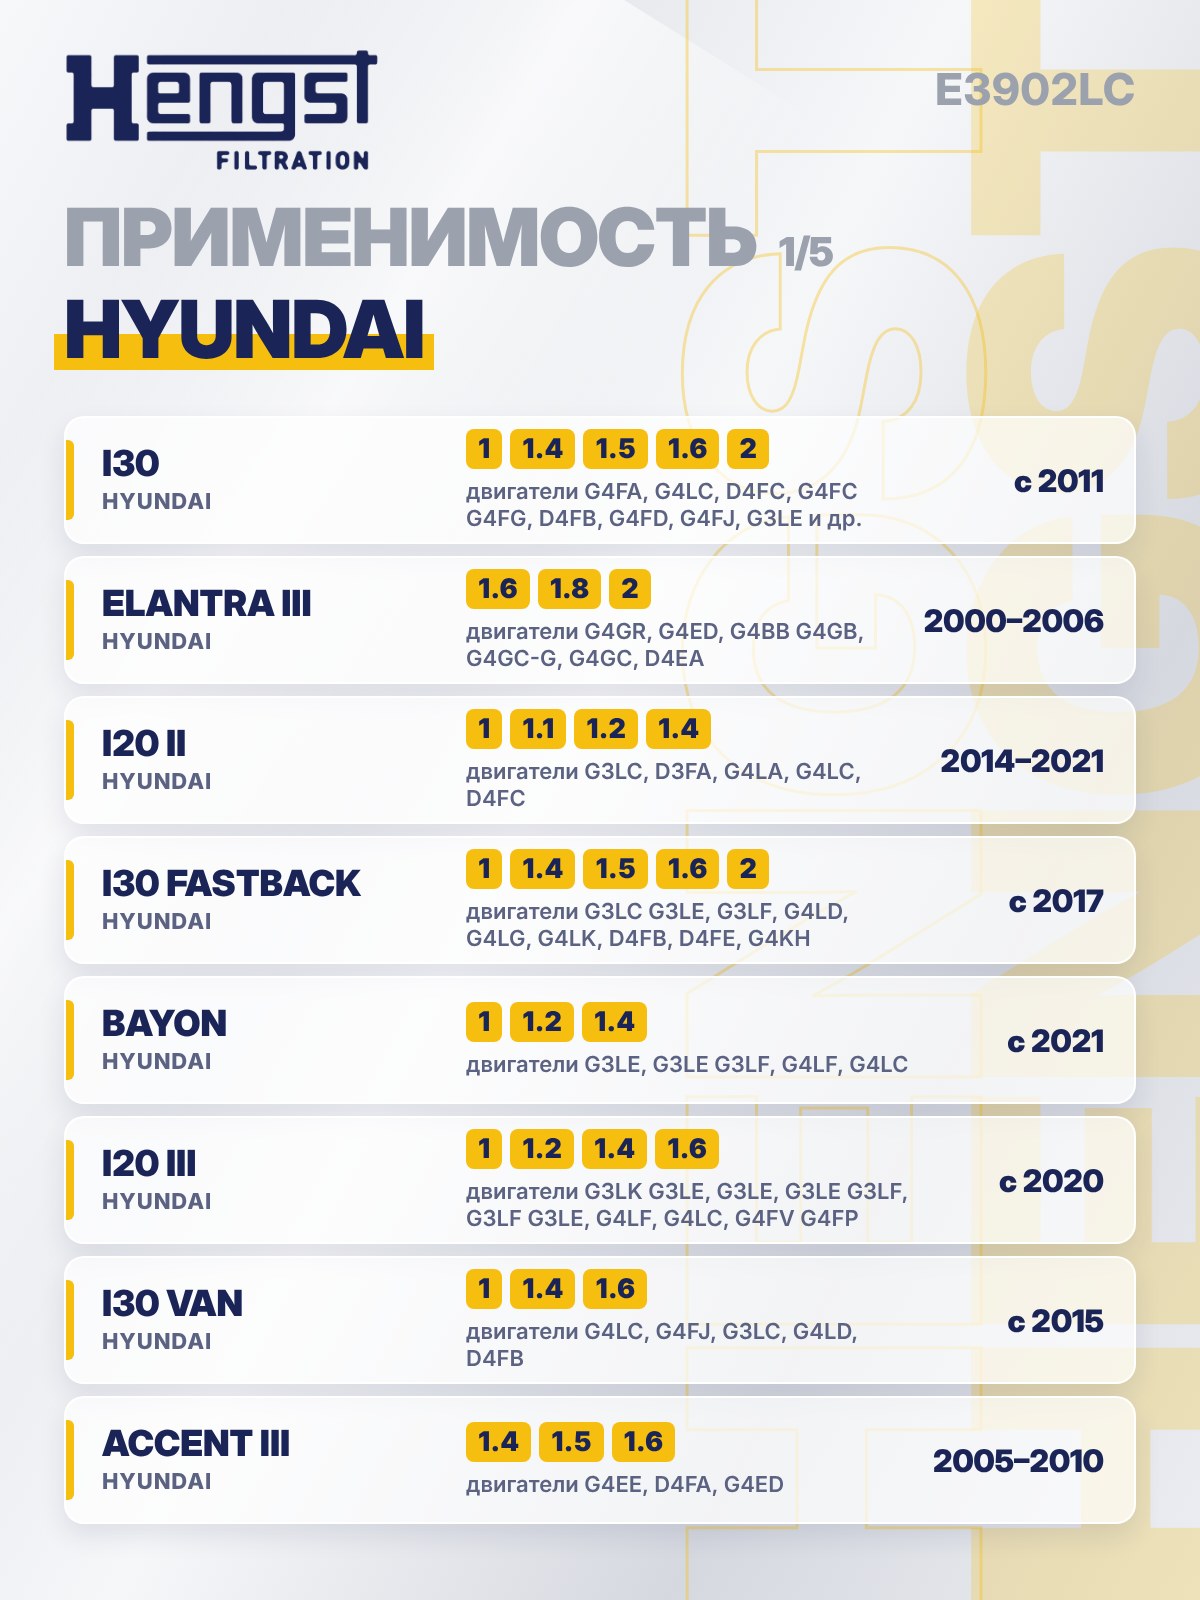 Hengst
FILTRATION
E3902LC
ПРИМЕНИМОСТЬ 1/5
HYUNDAI
I30
HYUNDAI
1 1.4 1.5 1.6 2
двигатели G4FA, G4LC, D4FC, G4FC
G4FG, D4FB, G4FD, G4FJ, G3LE и др.
с 2011
ELANTRA III
HYUNDAI
1.6 1.8 2
двигатели G4GR, G4ED, G4BB G4GB,
G4GC-G, G4GC, D4EA
2000–2006
I20 II
HYUNDAI
1 1.1 1.2 1.4
двигатели G3LC, D3FA, G4LA, G4LC,
D4FC
2014–2021
I30 FASTBACK
HYUNDAI
1 1.4 1.5 1.6 2
двигатели G3LC G3LE, G3LF, G4LD,
G4LG, G4LK, D4FB, D4FE, G4KH
с 2017
BAYON
HYUNDAI
1 1.2 1.4
двигатели G3LE, G3LE G3LF, G4LF, G4LC
с 2021
I20 III
HYUNDAI
1 1.2 1.4 1.6
двигатели G3LK G3LE, G3LE, G3LE G3LF,
G3LF G3LE, G4LF, G4LC, G4FV G4FP
с 2020
I30 VAN
HYUNDAI
1 1.4 1.6
двигатели G4LC, G4FJ, G3LC, G4LD,
D4FB
с 2015
ACCENT III
HYUNDAI
1.4 1.5 1.6
двигатели G4EE, D4FA, G4ED
2005–2010
HENGST
HENGST